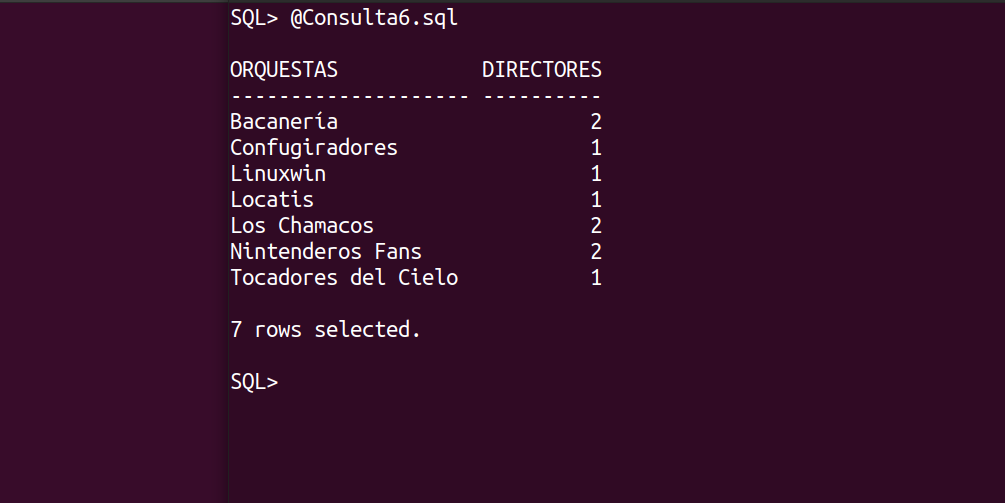 SQL> @Consulta6.sql
ORQUESTAS            DIRECTORES
-------------------- ----------
Bacanería                     2
Confugiradores                1
Linuxwin                      1
Locatis                       1
Los Chamacos                  2
Nintenderos Fans              2
Tocadores del Cielo           1
7 rows selected.
SQL>